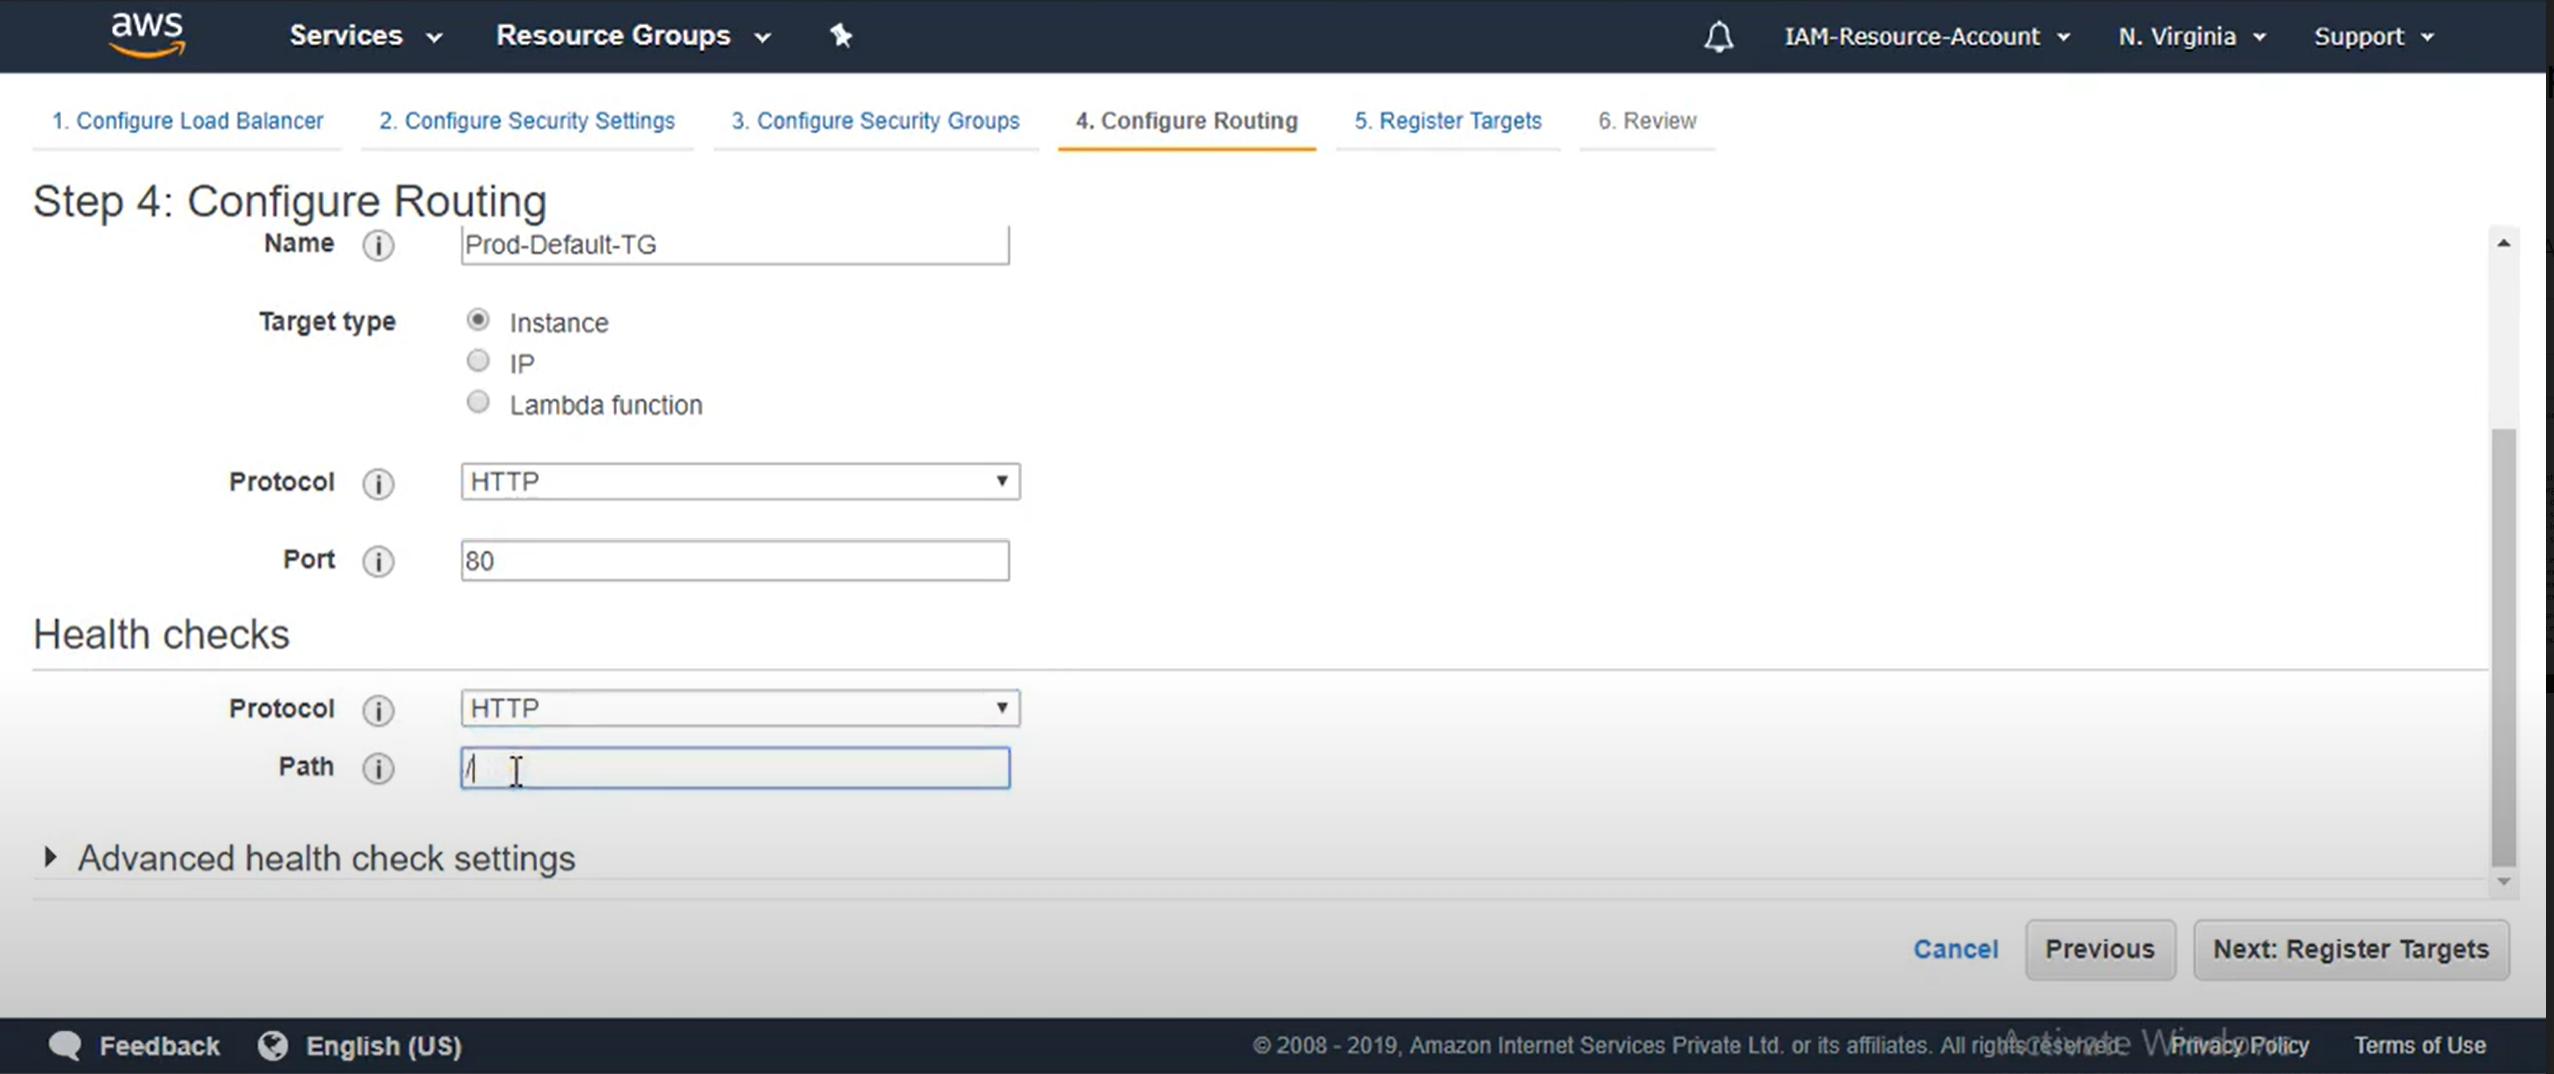 aws Services Resource Groups IAM-Resource-Account N. Virginia Support
1. Configure Load Balancer 2. Configure Security Settings 3. Configure Security Groups 4. Configure Routing 5. Register Targets 6. Review
Step 4: Configure Routing
Name Prod-Default-TG
Target type Instance
IP
Lambda function
Protocol HTTP
Port 80
Health checks
Protocol HTTP
Path /
Advanced health check settings
Cancel Previous Next: Register Targets
Feedback English (US) © 2008 - 2019, Amazon Internet Services Private Ltd. or its affiliates. All rights reserved. Privacy Policy Terms of Use
Activate Windows